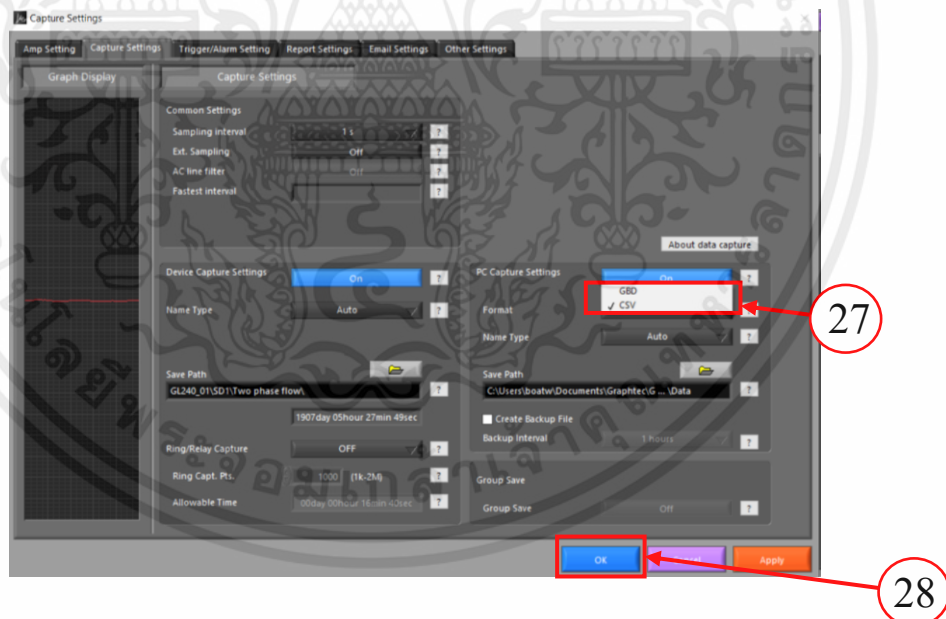 Capture Settings
Amp Setting Capture Settings Trigger/Alarm Setting Report Settings Email Settings Other Settings
Graph Display
Capture Settings
Common Settings
Sampling interval 1 s ?
Ext. Sampling Off ?
AC line filter Off ?
Fastest interval ?
About data capture
Device Capture Settings On ?
Name Type Auto ?
Save Path
GL240_01\SD1\Two phase flow\ ?
1907day 05hour 27min 49sec
Ring/Relay Capture OFF ?
Ring Capt. Pts. 1000 (1k-2M) ?
Allowable Time 00day 00hour 16min 40sec ?
PC Capture Settings On ?
GBD
Format ✓ CSV
Name Type Auto ?
Save Path
C:\Users\boatw\Documents\Graphtec\G ... \Data ?
Create Backup File
Backup Interval 1 hours ?
Group Save
Group Save Off ?
OK Cancel Apply
27
28